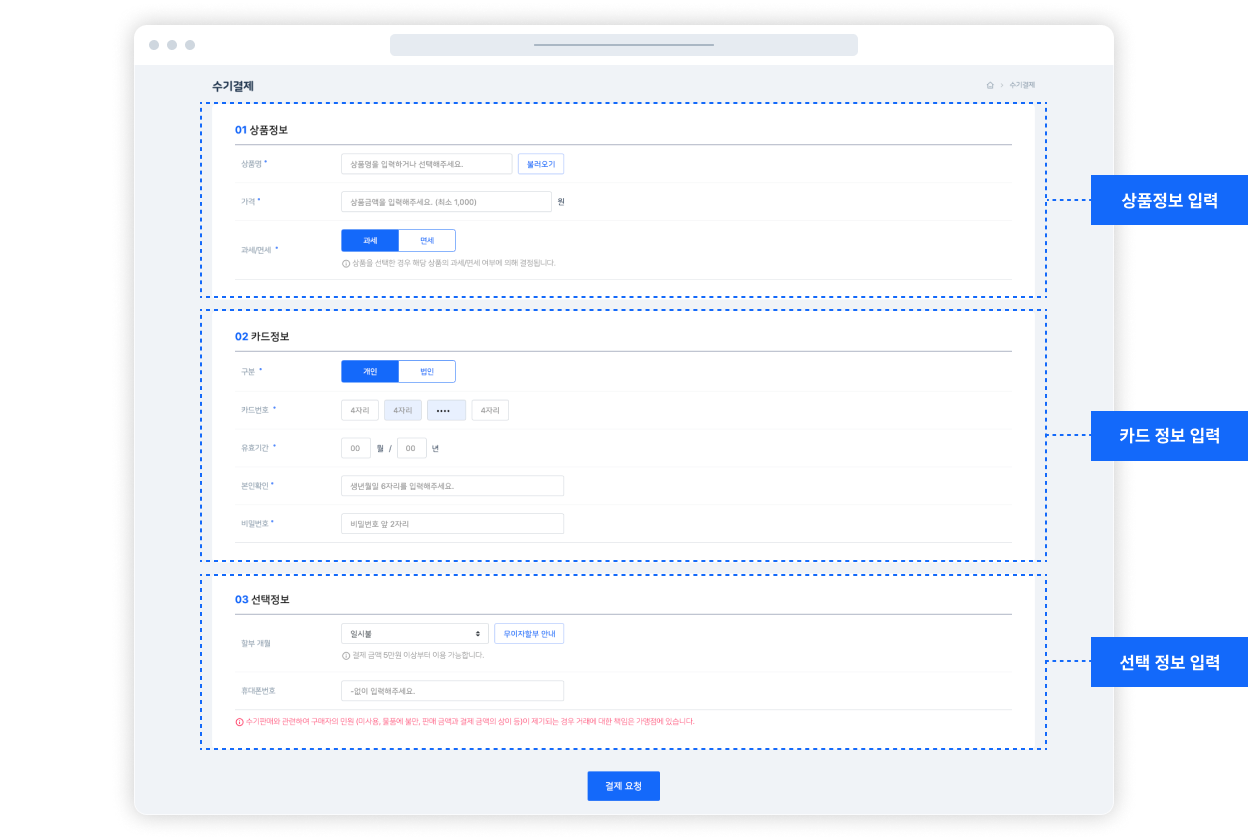 수기결제
수기결제
01 상품정보
상품명 *
상품명을 입력하거나 선택해주세요.
불러오기
가격 *
상품금액을 입력해주세요. (최소 1,000)
원
과세/면세 *
과세
면세
상품을 선택한 경우 해당 상품의 과세/면세 여부에 의해 결정됩니다.
상품정보 입력
02 카드정보
구분 *
개인
법인
카드번호 *
4자리
4자리
••••
4자리
유효기간 *
00
월 /
00
년
본인확인 *
생년월일 6자리를 입력해주세요.
비밀번호 *
비밀번호 앞 2자리
카드 정보 입력
03 선택정보
할부 개월
일시불
무이자할부 안내
결제 금액 5만원 이상부터 이용 가능합니다.
휴대폰번호
-없이 입력해주세요.
수기판매와 관련하여 구매자의 민원 (미사용, 물품에 불만, 판매 금액과 결제 금액의 상이 등)이 제기되는 경우 거래에 대한 책임은 가맹점에 있습니다.
선택 정보 입력
결제 요청